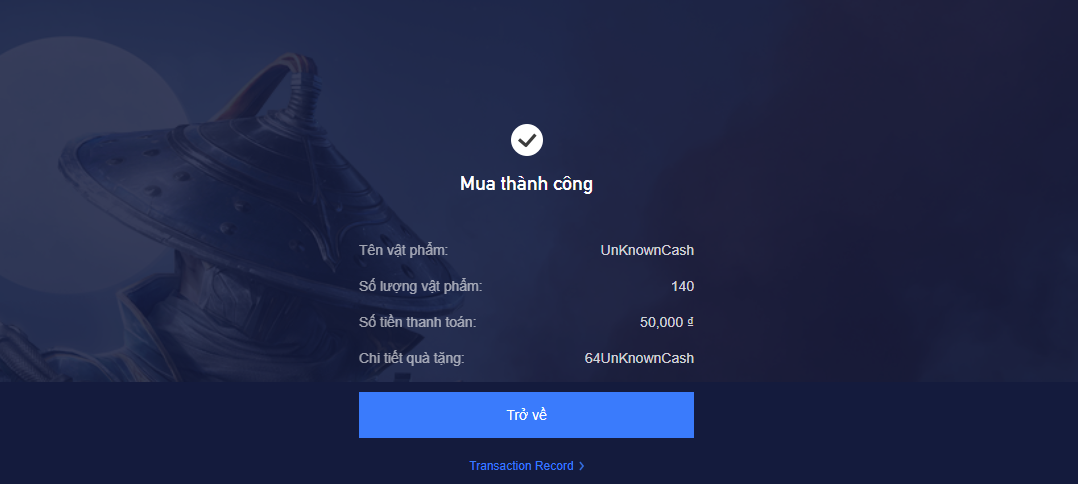 Mua thành công
Tên vật phẩm: UnKnownCash
Số lượng vật phẩm: 140
Số tiền thanh toán: 50,000 ₫
Chi tiết quà tặng: 64UnKnownCash
Trở về
Transaction Record >